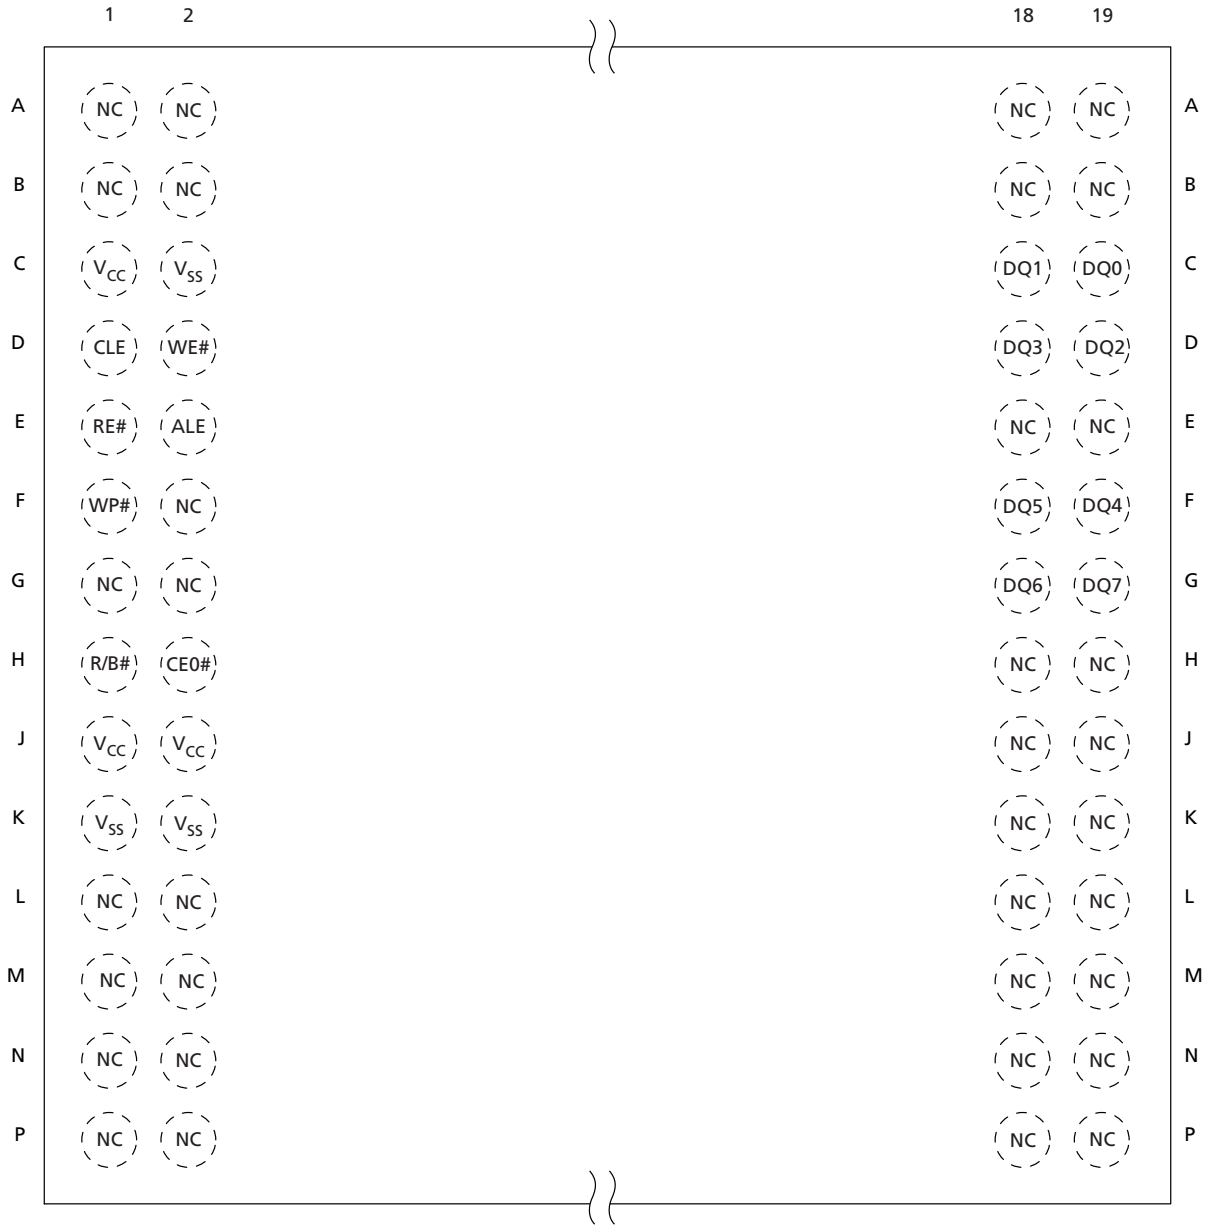 1 2 18 19
A NC NC NC NC A
B NC NC NC NC B
C VCC VSS DQ1 DQ0 C
D CLE WE# DQ3 DQ2 D
E RE# ALE NC NC E
F WP# NC DQ5 DQ4 F
G NC NC DQ6 DQ7 G
H R/B# CE0# NC NC H
J VCC VCC NC NC J
K VSS VSS NC NC K
L NC NC NC NC L
M NC NC NC NC M
N NC NC NC NC N
P NC NC NC NC P